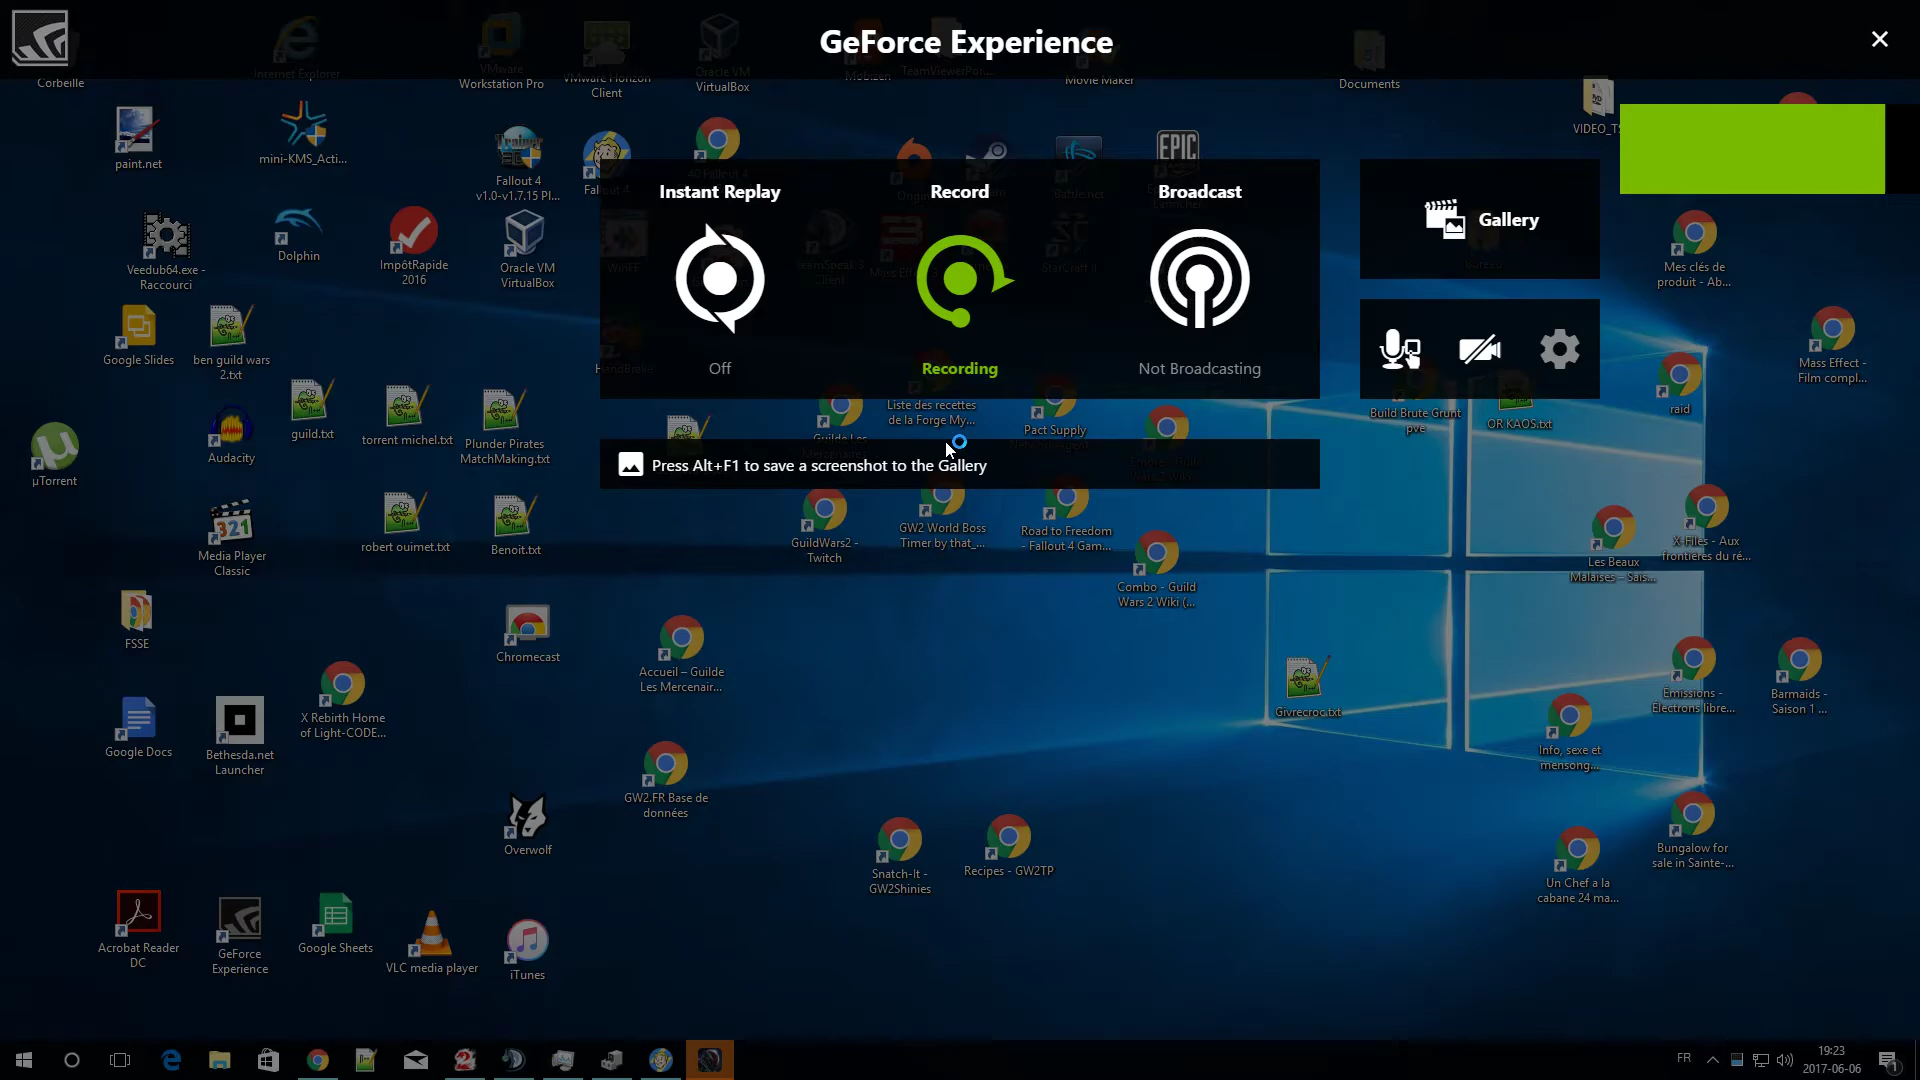 GeForce Experience
Corbeille
Internet Explorer
VMware
Workstation Pro
VMware Horizon
Client
Oracle VM
VirtualBox
Mobizen
TeamViewerPor...
Movie Maker
Documents
paint.net
mini-KMS_Acti...
Fallout 4
v1.0-v1.7.15 Pl...
EPIC
Instant Replay
Record
Broadcast
Gallery
Off
Recording
Not Broadcasting
Press Alt+F1 to save a screenshot to the Gallery
Veedub64.exe -
Raccourci
Dolphin
ImpôtRapide
2016
Oracle VM
VirtualBox
WinFF
StarCraft II
Mes clés de
produit - Ab...
Google Slides
ben guild wars
2.txt
Mass Effect -
Film compl...
guild.txt
torrent michel.txt
Plunder Pirates
MatchMaking.txt
Liste des recettes
de la Forge My...
Pact Supply
Build Brute Grunt
pve
OR KAOS.txt
raid
µTorrent
Audacity
Media Player
Classic
robert ouimet.txt
Benoit.txt
GuildWars2 -
Twitch
GW2 World Boss
Timer by that_...
Road to Freedom
- Fallout 4 Gam...
Combo - Guild
Wars 2 Wiki (...
Les Beaux
Malaises – Sais...
X-Files - Aux
frontières du ré...
FSSE
Chromecast
Accueil – Guilde
Les Mercenair...
X Rebirth Home
of Light-CODE...
Givrecroc.txt
Émissions -
Électrons libre...
Barmaids -
Saison 1 ...
Google Docs
Bethesda.net
Launcher
Info, sexe et
mensong...
GW2.FR Base de
données
Overwolf
Snatch-It -
GW2Shinies
Recipes - GW2TP
Un Chef a la
cabane 24 ma...
Bungalow for
sale in Sainte-...
Acrobat Reader
DC
GeForce
Experience
Google Sheets
VLC media player
iTunes
FR
19:23
2017-06-06
1